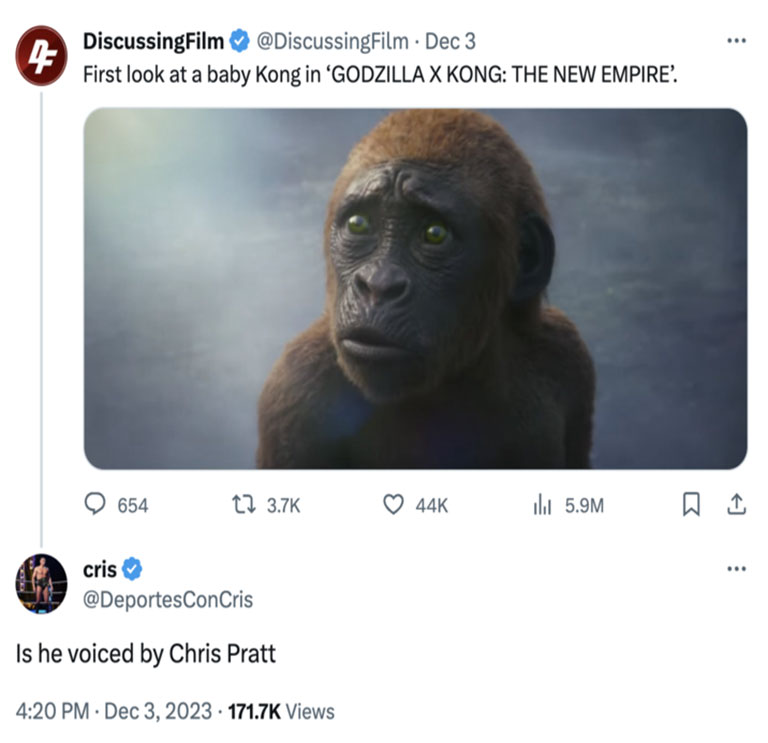 DiscussingFilm @DiscussingFilm · Dec 3
First look at a baby Kong in ‘GODZILLA X KONG: THE NEW EMPIRE’.
654 3.7K 44K 5.9M
cris
@DeportesConCris
Is he voiced by Chris Pratt
4:20 PM · Dec 3, 2023 · 171.7K Views